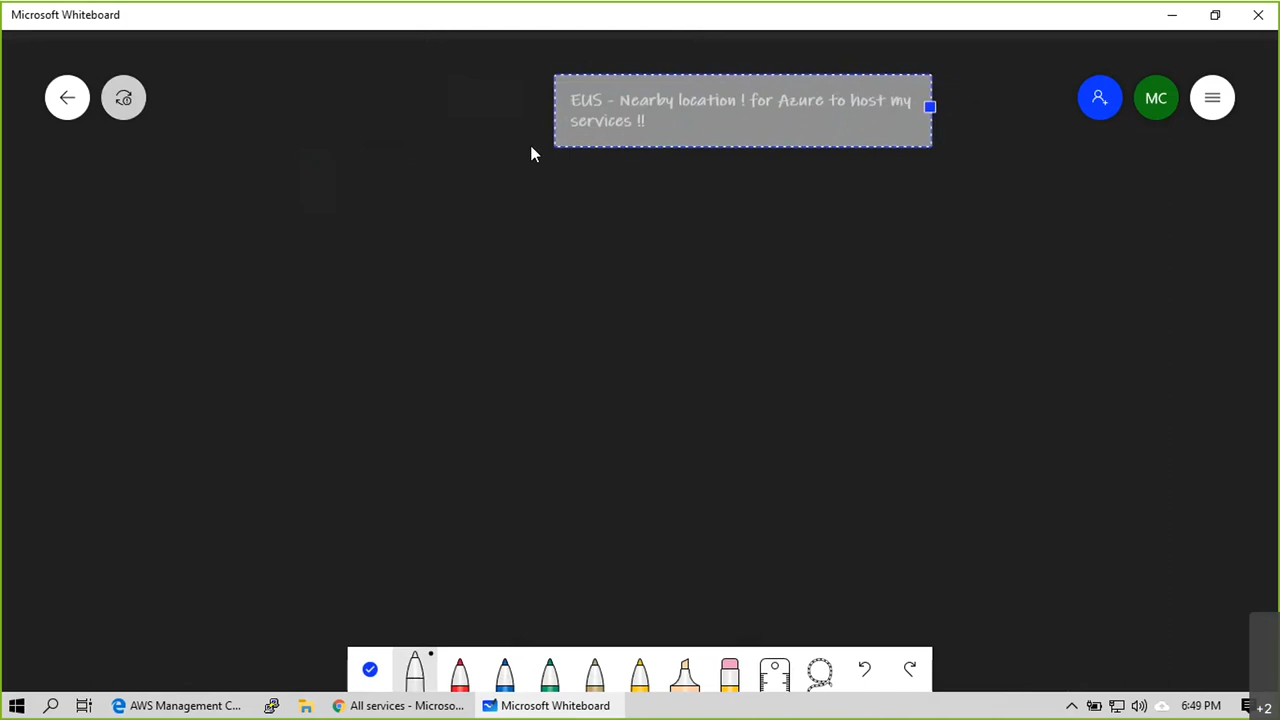 Microsoft Whiteboard
EUS - Nearby location ! for Azure to host my
services !!
MC
AWS Management C...
All services - Microso...
Microsoft Whiteboard
6:49 PM
+2